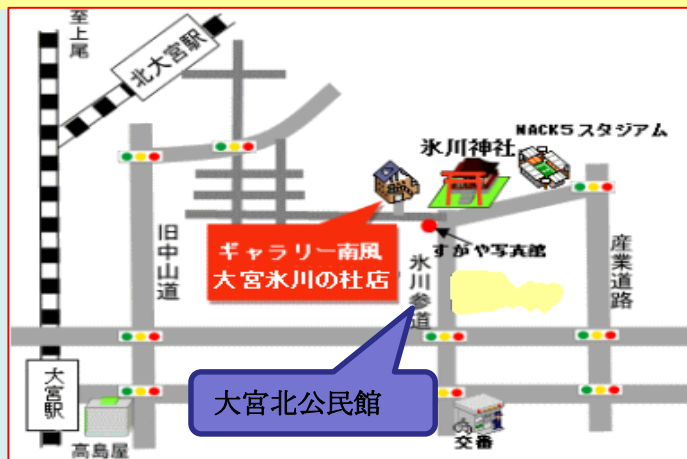 至上尾
北大宮駅
NACK5スタジアム
氷川神社
ギャラリー南風
大宮氷川の杜店
すがや写真館
旧中山道
氷川参道
産業道路
大宮北公民館
大宮駅
高島屋
交番